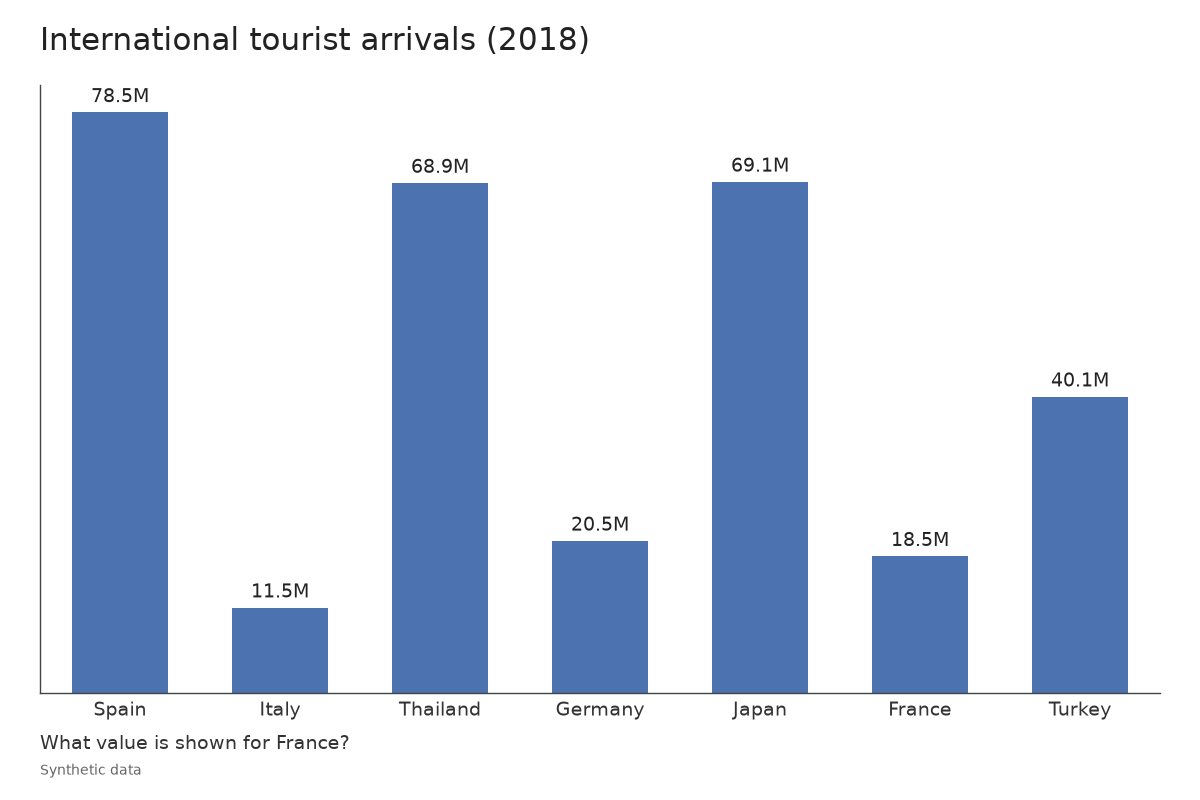 International tourist arrivals (2018)
78.5M
68.9M
69.1M
40.1M
20.5M
18.5M
11.5M
Spain Italy Thailand Germany Japan France Turkey
What value is shown for France?
Synthetic data